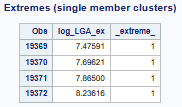 Extremes (single member clusters)
Obs log_LGA_ex _extreme_
19369 7.47591 1
19370 7.69621 1
19371 7.86500 1
19372 8.23616 1